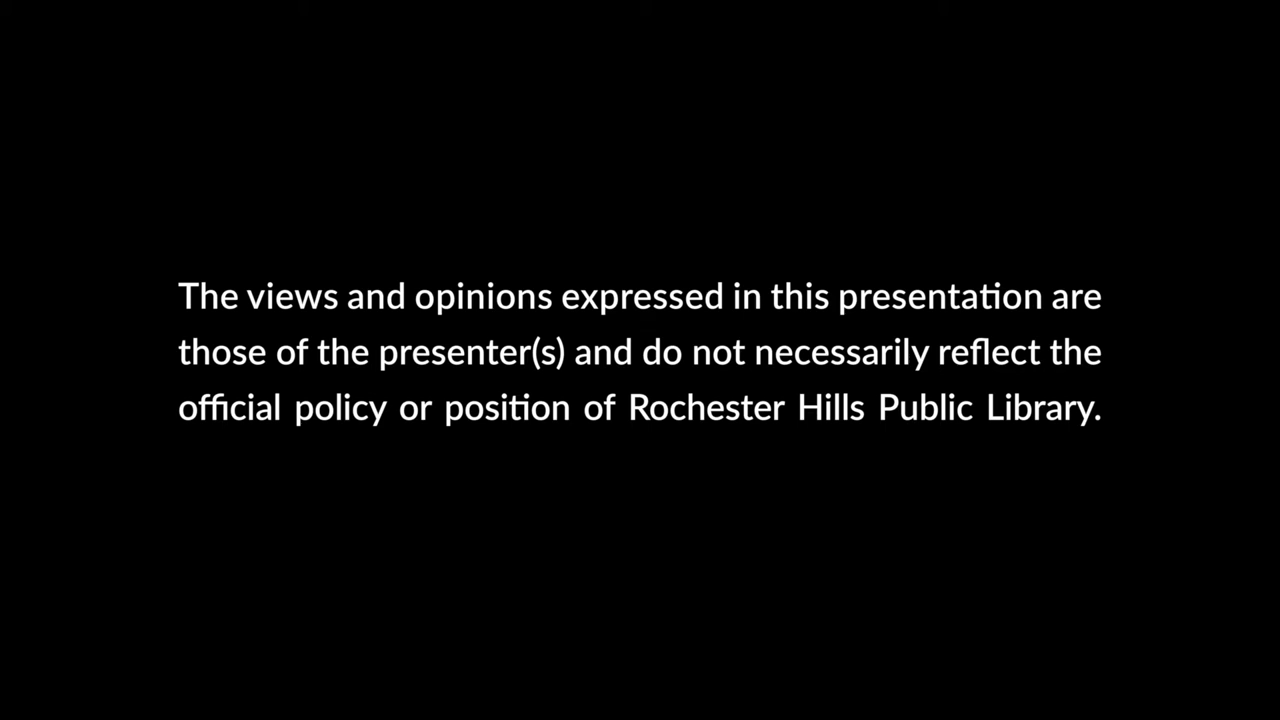 The views and opinions expressed in this presentation are
those of the presenter(s) and do not necessarily reflect the
official policy or position of Rochester Hills Public Library.